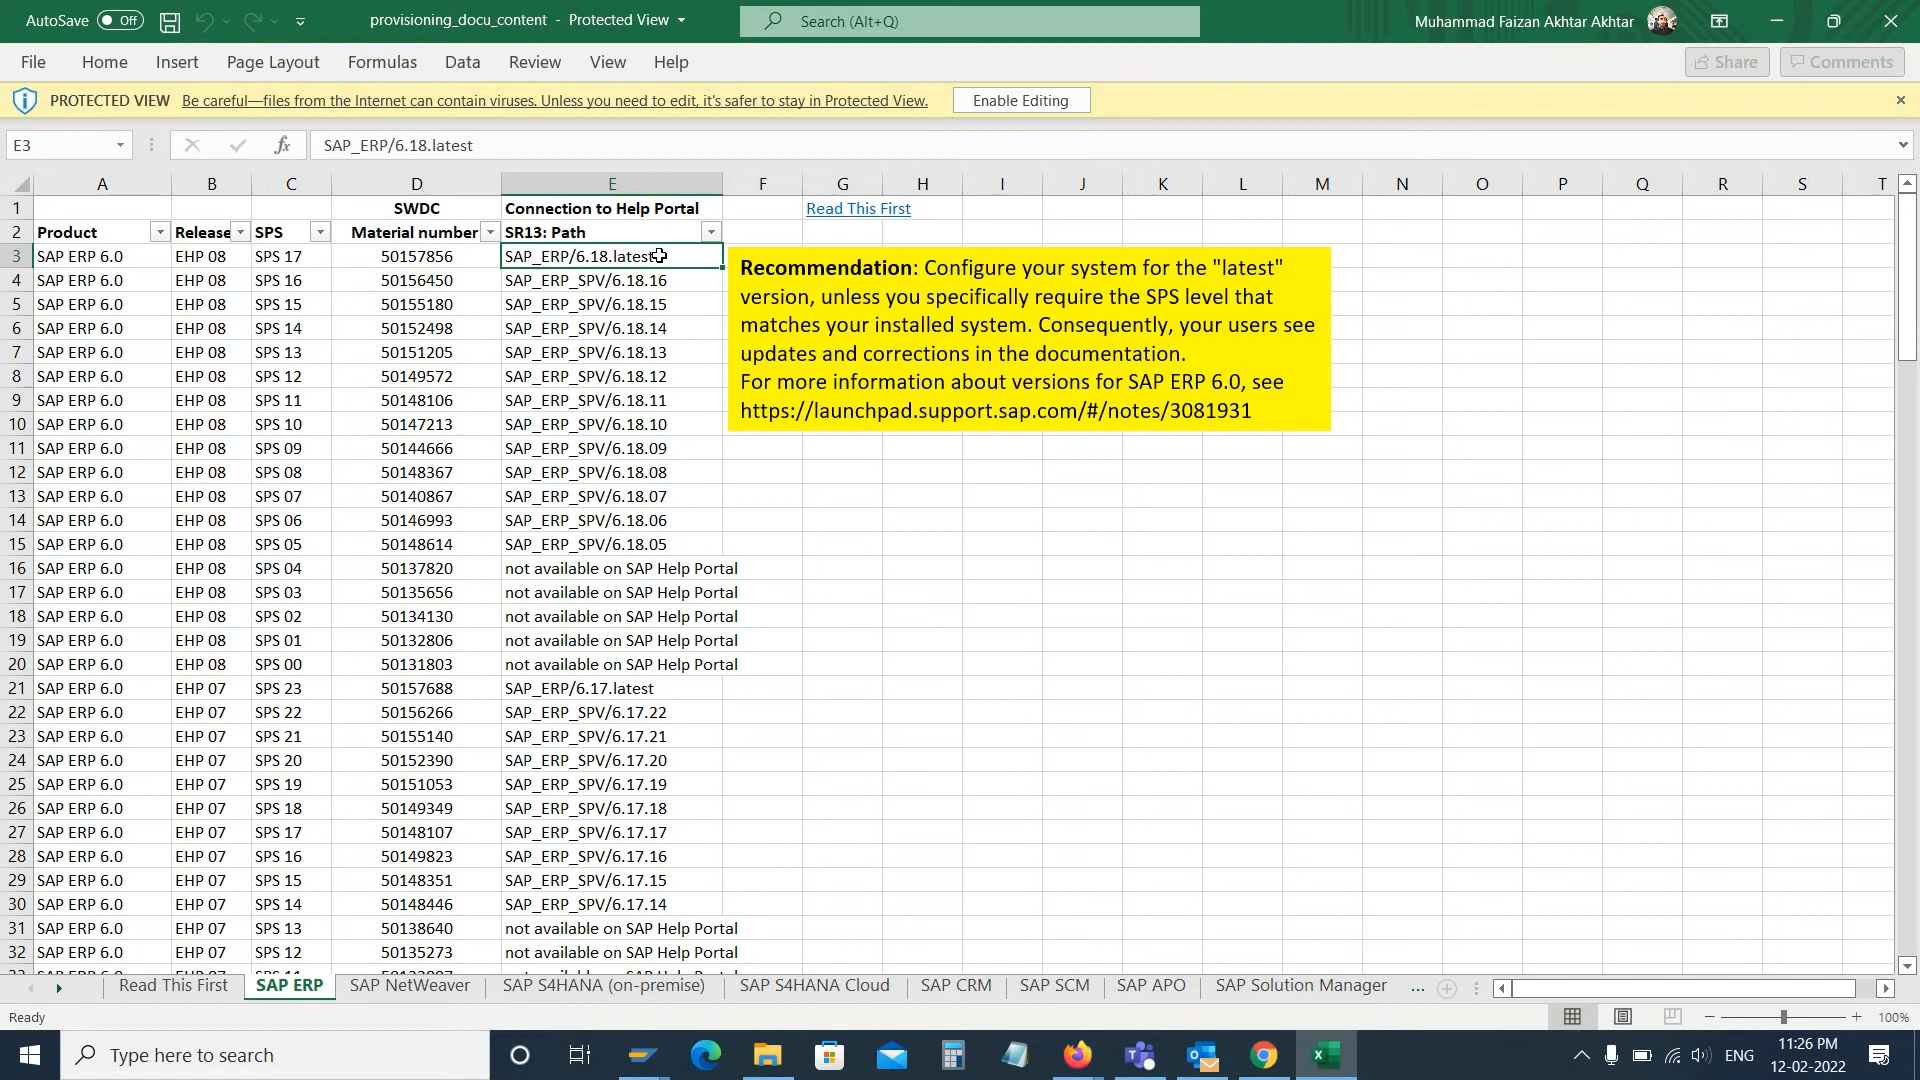 AutoSave Off provisioning_docu_content - Protected View Search (Alt+Q) Muhammad Faizan Akhtar Akhtar
File Home Insert Page Layout Formulas Data Review View Help Share Comments
PROTECTED VIEW Be careful—files from the Internet can contain viruses. Unless you need to edit, it's safer to stay in Protected View. Enable Editing
E3 fx SAP_ERP/6.18.latest
A B C D E F G H I J K L M N O P Q R S T
1 SWDC Connection to Help Portal Read This First
2 Product Release SPS Material number SR13: Path
3 SAP ERP 6.0 EHP 08 SPS 17 50157856 SAP_ERP/6.18.latest
4 SAP ERP 6.0 EHP 08 SPS 16 50156450 SAP_ERP_SPV/6.18.16
5 SAP ERP 6.0 EHP 08 SPS 15 50155180 SAP_ERP_SPV/6.18.15
6 SAP ERP 6.0 EHP 08 SPS 14 50152498 SAP_ERP_SPV/6.18.14
7 SAP ERP 6.0 EHP 08 SPS 13 50151205 SAP_ERP_SPV/6.18.13
8 SAP ERP 6.0 EHP 08 SPS 12 50149572 SAP_ERP_SPV/6.18.12
9 SAP ERP 6.0 EHP 08 SPS 11 50148106 SAP_ERP_SPV/6.18.11
10 SAP ERP 6.0 EHP 08 SPS 10 50147213 SAP_ERP_SPV/6.18.10
11 SAP ERP 6.0 EHP 08 SPS 09 50144666 SAP_ERP_SPV/6.18.09
12 SAP ERP 6.0 EHP 08 SPS 08 50148367 SAP_ERP_SPV/6.18.08
13 SAP ERP 6.0 EHP 08 SPS 07 50140867 SAP_ERP_SPV/6.18.07
14 SAP ERP 6.0 EHP 08 SPS 06 50146993 SAP_ERP_SPV/6.18.06
15 SAP ERP 6.0 EHP 08 SPS 05 50148614 SAP_ERP_SPV/6.18.05
16 SAP ERP 6.0 EHP 08 SPS 04 50137820 not available on SAP Help Portal
17 SAP ERP 6.0 EHP 08 SPS 03 50135656 not available on SAP Help Portal
18 SAP ERP 6.0 EHP 08 SPS 02 50134130 not available on SAP Help Portal
19 SAP ERP 6.0 EHP 08 SPS 01 50132806 not available on SAP Help Portal
20 SAP ERP 6.0 EHP 08 SPS 00 50131803 not available on SAP Help Portal
21 SAP ERP 6.0 EHP 07 SPS 23 50157688 SAP_ERP/6.17.latest
22 SAP ERP 6.0 EHP 07 SPS 22 50156266 SAP_ERP_SPV/6.17.22
23 SAP ERP 6.0 EHP 07 SPS 21 50155140 SAP_ERP_SPV/6.17.21
24 SAP ERP 6.0 EHP 07 SPS 20 50152390 SAP_ERP_SPV/6.17.20
25 SAP ERP 6.0 EHP 07 SPS 19 50151053 SAP_ERP_SPV/6.17.19
26 SAP ERP 6.0 EHP 07 SPS 18 50149349 SAP_ERP_SPV/6.17.18
27 SAP ERP 6.0 EHP 07 SPS 17 50148107 SAP_ERP_SPV/6.17.17
28 SAP ERP 6.0 EHP 07 SPS 16 50149823 SAP_ERP_SPV/6.17.16
29 SAP ERP 6.0 EHP 07 SPS 15 50148351 SAP_ERP_SPV/6.17.15
30 SAP ERP 6.0 EHP 07 SPS 14 50148446 SAP_ERP_SPV/6.17.14
31 SAP ERP 6.0 EHP 07 SPS 13 50138640 not available on SAP Help Portal
32 SAP ERP 6.0 EHP 07 SPS 12 50135273 not available on SAP Help Portal
Recommendation: Configure your system for the "latest"
version, unless you specifically require the SPS level that
matches your installed system. Consequently, your users see
updates and corrections in the documentation.
For more information about versions for SAP ERP 6.0, see
https://launchpad.support.sap.com/#/notes/3081931
Read This First SAP ERP SAP NetWeaver SAP S4HANA (on-premise) SAP S4HANA Cloud SAP CRM SAP SCM SAP APO SAP Solution Manager ...
Ready 100%
Type here to search ENG 11:26 PM
12-02-2022